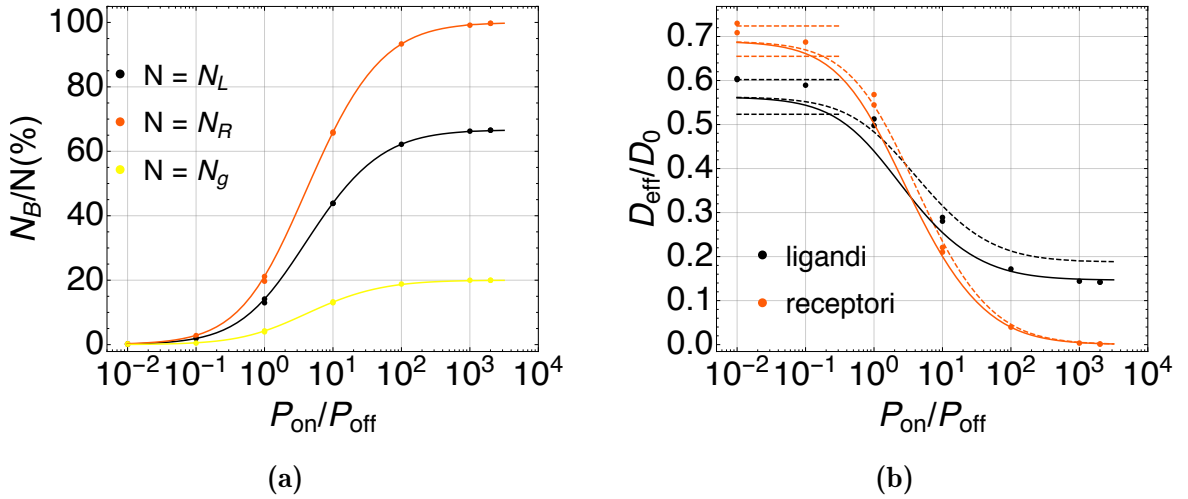 N_B/N(%)
100
80
60
40
20
0
N = N_L
N = N_R
N = N_g
10^−2 10^−1 10^0 10^1 10^2 10^3 10^4
P_on/P_off
(a)
D_eff/D_0
0.7
0.6
0.5
0.4
0.3
0.2
0.1
0.0
ligandi
receptori
10^−2 10^−1 10^0 10^1 10^2 10^3 10^4
P_on/P_off
(b)